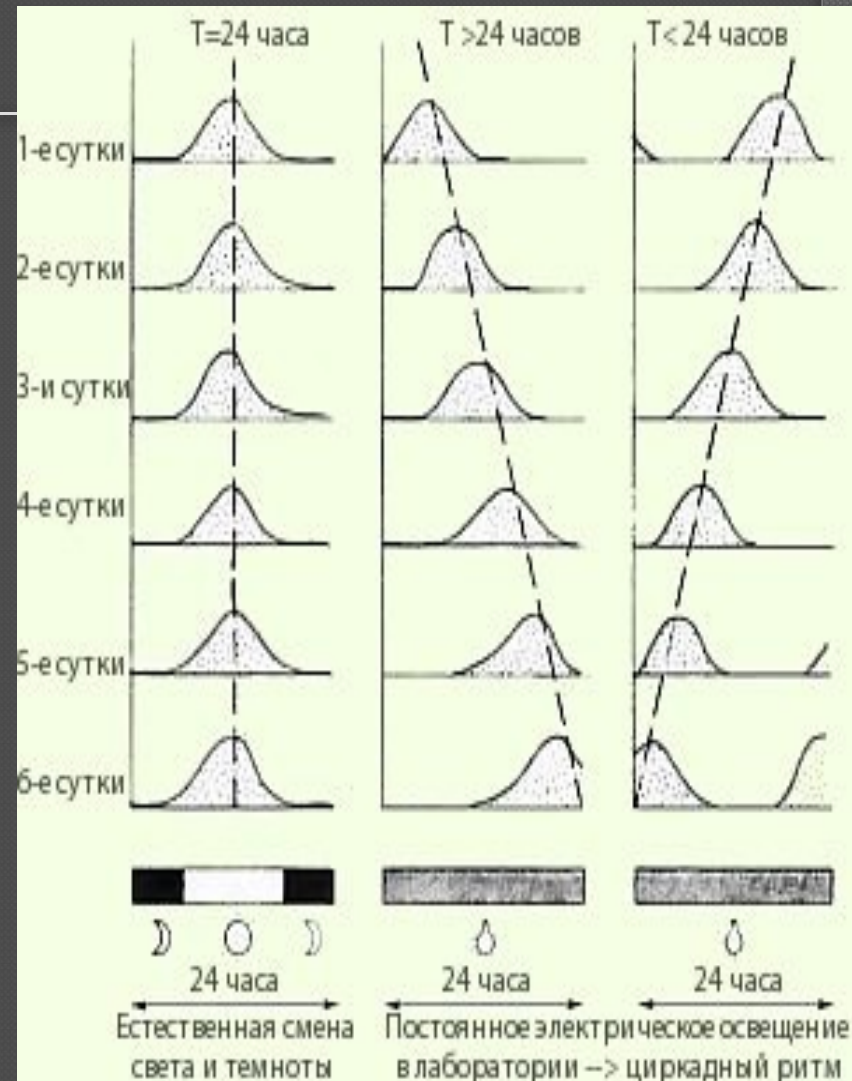 T=24 часа T >24 часов T< 24 часов
1-е сутки
2-е сутки
3-и сутки
4-е сутки
5-е сутки
6-е сутки
24 часа 24 часа 24 часа
Естественная смена Постоянное электрическое освещение
света и темноты в лаборатории --> циркадный ритм